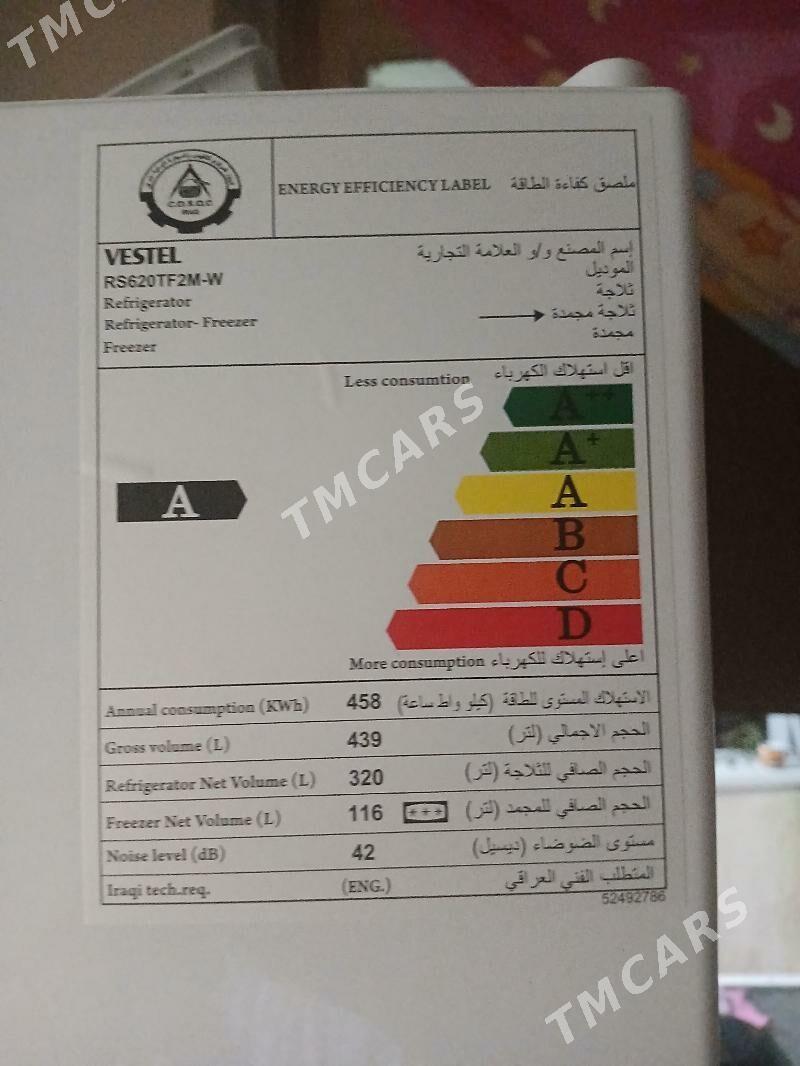 TMCARS
C.O.S.Q.C
IRAQ
ENERGY EFFICIENCY LABEL ملصق كفاءة الطاقة
VESTEL إسم المصنع و/و العلامة التجارية
RS620TF2M-W الموديل
Refrigerator ثلاجة
Refrigerator- Freezer ثلاجة مجمدة
Freezer مجمدة
Less consumtion اقل استهلاك الكهرباء
A++
A+
A A
B
C
D
TMCARS
More consumption اعلى إستهلاك للكهرباء
Annual consumption (KWh) 458 الاستهلاك المستوى للطاقة (كيلو واط ساعة)
Gross volume (L) 439 الحجم الاجمالي (لتر)
Refrigerator Net Volume (L) 320 الحجم الصافي للثلاجة (لتر)
Freezer Net Volume (L) 116 *** الحجم الصافي للمجمد (لتر)
Noise level (dB) 42 مستوى الضوضاء (ديسبل)
Iraqi tech.req. (ENG.) المتطلب الفني العراقي
52492786
TMCARS